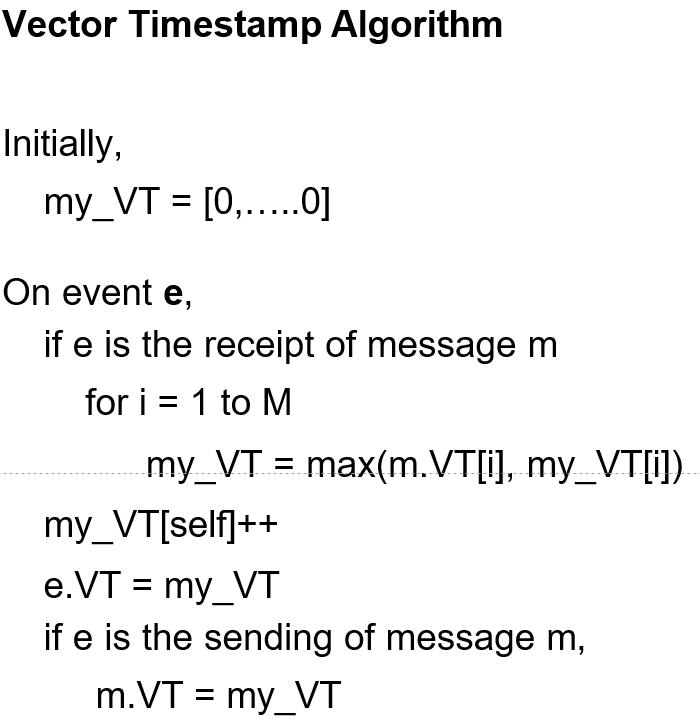 Vector Timestamp Algorithm
Initially,
my_VT = [0,…..0]
On event e,
if e is the receipt of message m
for i = 1 to M
my_VT = max(m.VT[i], my_VT[i])
my_VT[self]++
e.VT = my_VT
if e is the sending of message m,
m.VT = my_VT